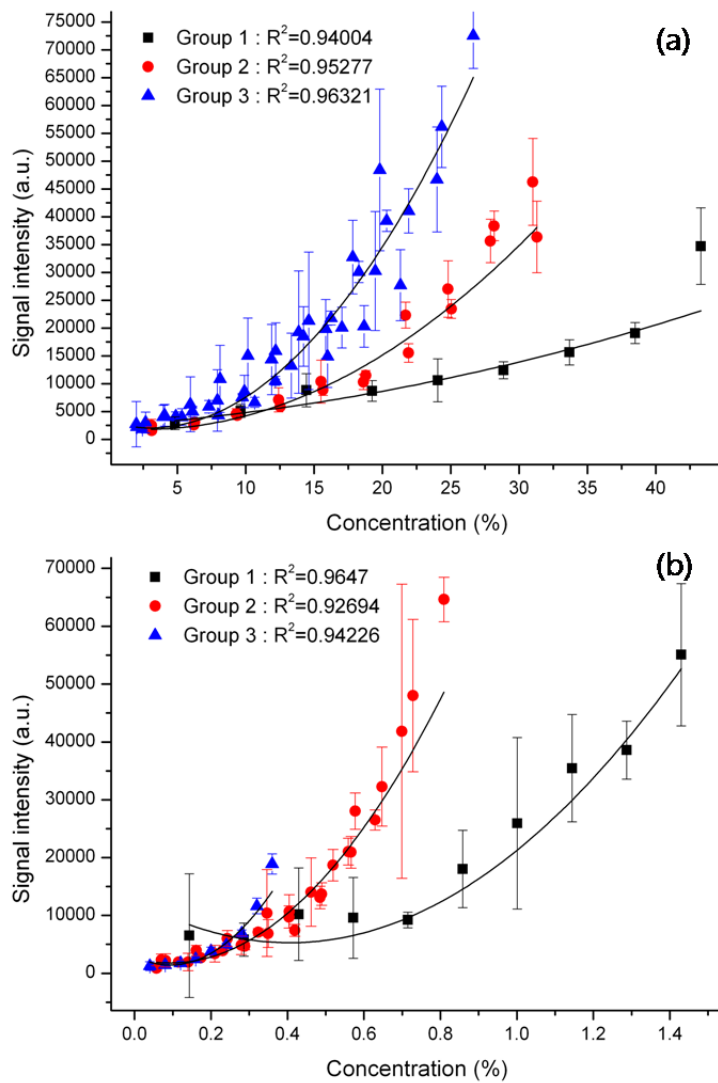 (a)
Group 1 : R²=0.94004
Group 2 : R²=0.95277
Group 3 : R²=0.96321
75000
70000
65000
60000
55000
50000
45000
40000
35000
30000
25000
20000
15000
10000
5000
0
Signal intensity (a.u.)
5 10 15 20 25 30 35 40
Concentration (%)
(b)
Group 1 : R²=0.9647
Group 2 : R²=0.92694
Group 3 : R²=0.94226
70000
60000
50000
40000
30000
20000
10000
0
Signal intensity (a.u.)
0.0 0.2 0.4 0.6 0.8 1.0 1.2 1.4
Concentration (%)